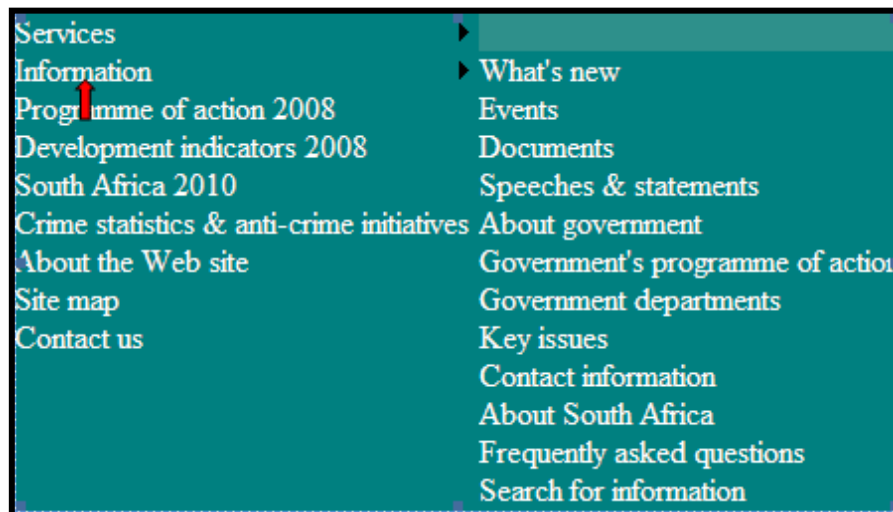 Services
Information
Programme of action 2008
Development indicators 2008
South Africa 2010
Crime statistics & anti-crime initiatives
About the Web site
Site map
Contact us
What's new
Events
Documents
Speeches & statements
About government
Government's programme of action
Government departments
Key issues
Contact information
About South Africa
Frequently asked questions
Search for information